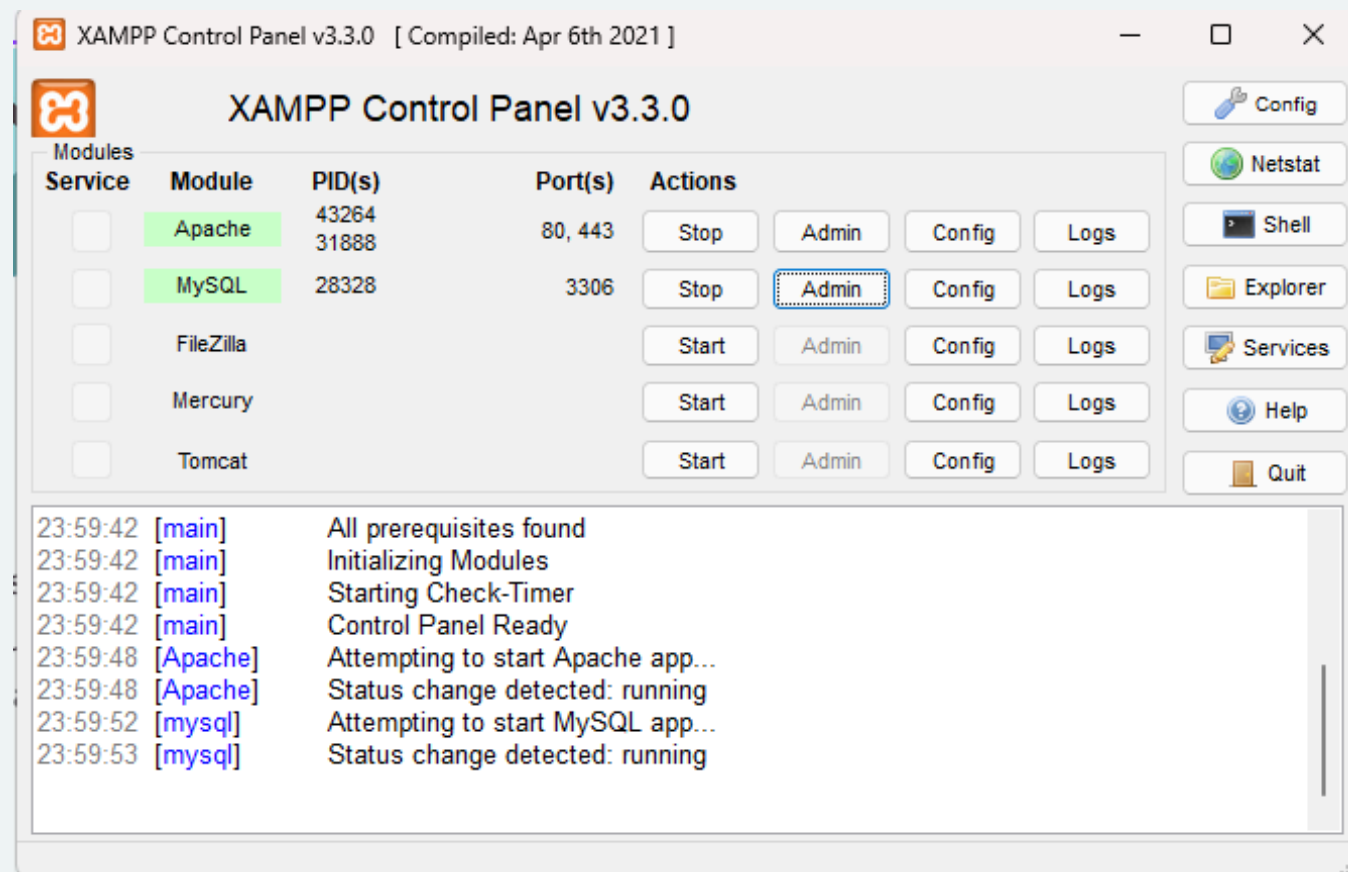 XAMPP Control Panel v3.3.0 [ Compiled: Apr 6th 2021 ]
XAMPP Control Panel v3.3.0
Config
Modules
Service Module PID(s) Port(s) Actions
Netstat
Apache 43264 31888 80, 443 Stop Admin Config Logs
Shell
MySQL 28328 3306 Stop Admin Config Logs
Explorer
FileZilla Start Admin Config Logs
Services
Mercury Start Admin Config Logs
Help
Tomcat Start Admin Config Logs
Quit
23:59:42 [main] All prerequisites found
23:59:42 [main] Initializing Modules
23:59:42 [main] Starting Check-Timer
23:59:42 [main] Control Panel Ready
23:59:48 [Apache] Attempting to start Apache app...
23:59:48 [Apache] Status change detected: running
23:59:52 [mysql] Attempting to start MySQL app...
23:59:53 [mysql] Status change detected: running